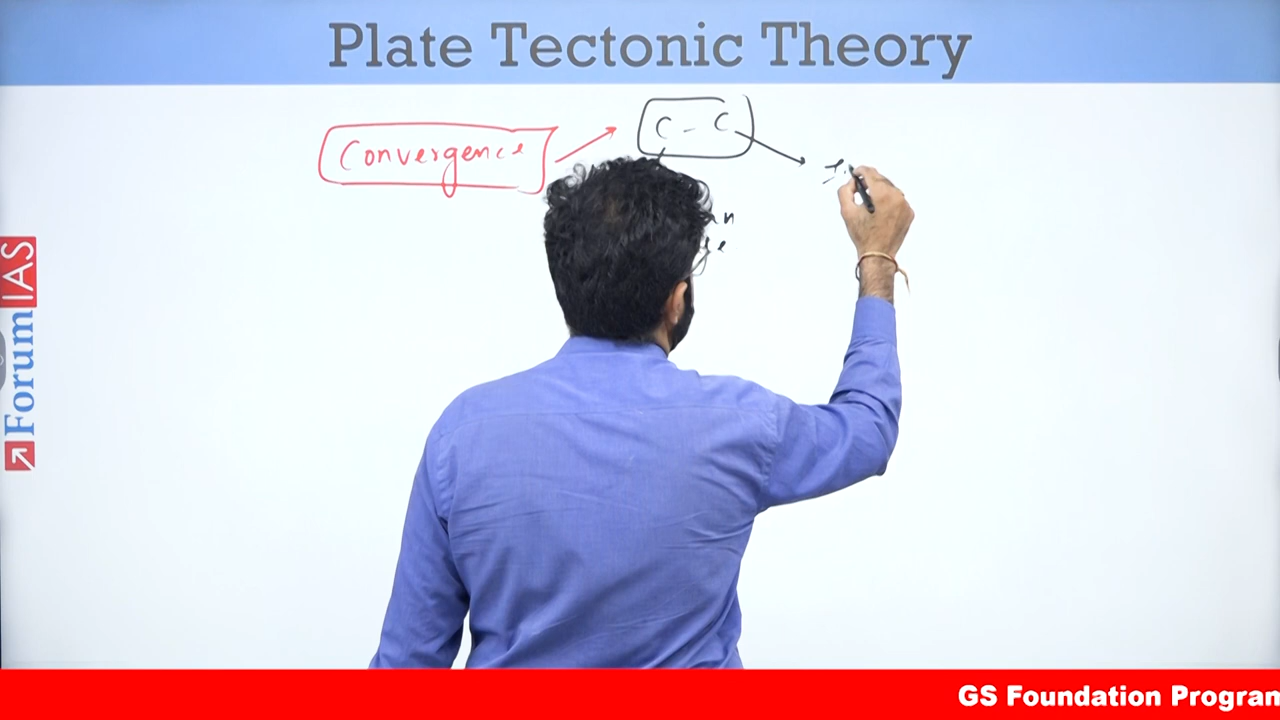 Plate Tectonic Theory
Convergence
C - C
ForumIAS
GS Foundation Program